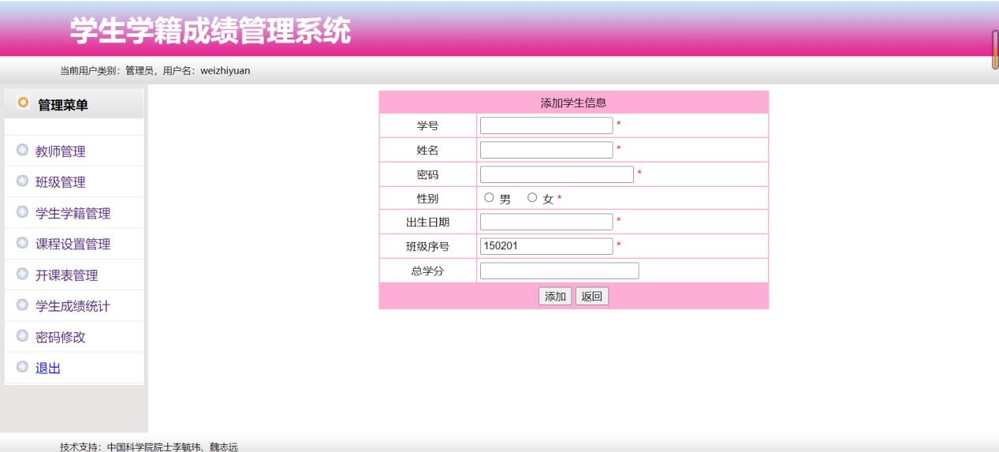 学生学籍成绩管理系统
当前用户类别：管理员，用户名：weizhiyuan
管理菜单
教师管理
班级管理
学生学籍管理
课程设置管理
开课表管理
学生成绩统计
密码修改
退出
添加学生信息
学号 *
姓名 *
密码 *
性别 男 女 *
出生日期 *
班级序号 150201 *
总学分
添加 返回
技术支持：中国科学院院士李毓玮、魏志远